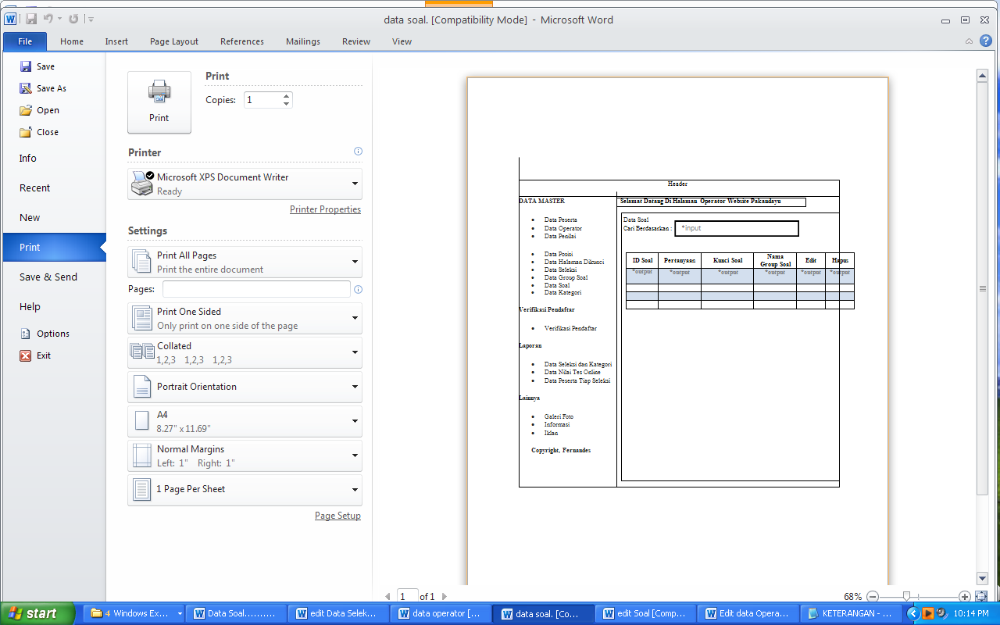 data soal. [Compatibility Mode] - Microsoft Word
File Home Insert Page Layout References Mailings Review View
Save
Save As
Open
Close
Info
Recent
New
Print
Save & Send
Help
Options
Exit
Print
Print
Copies: 1
Printer
Microsoft XPS Document Writer
Ready
Printer Properties
Settings
Print All Pages
Print the entire document
Pages:
Print One Sided
Only print on one side of the page
Collated
1,2,3 1,2,3 1,2,3
Portrait Orientation
A4
8.27" x 11.69"
Normal Margins
Left: 1" Right: 1"
1 Page Per Sheet
Page Setup
Header
DATA MASTER
• Data Peserta
• Data Operator
• Data Penilai
• Data Posisi
• Data Halaman Dikunci
• Data Seleksi
• Data Group Soal
• Data Soal
• Data Kategori
Verifikasi Pendaftar
• Verifikasi Pendaftar
Laporan
• Data Seleksi dan Kategori
• Data Nilai Tes Online
• Data Peserta Tiap Seleksi
Lainnya
• Galeri Foto
• Informasi
• Iklan
Copyright, Fernandes
Selamat Datang Di Halaman Operator Website Pakandayu
Data Soal
Cari Berdasarkan : *input
ID Soal Pertanyaan Kunci Soal Nama Group Soal Edit Hapus
*output *output *output *output *output *output
1 of 1
68%
start 4 Windows Ex... Data Soal.......... edit Data Selek... data operator [... data soal. [Co... edit Soal [Comp... Edit data Opera... KETERANGAN - ... 10:14 PM